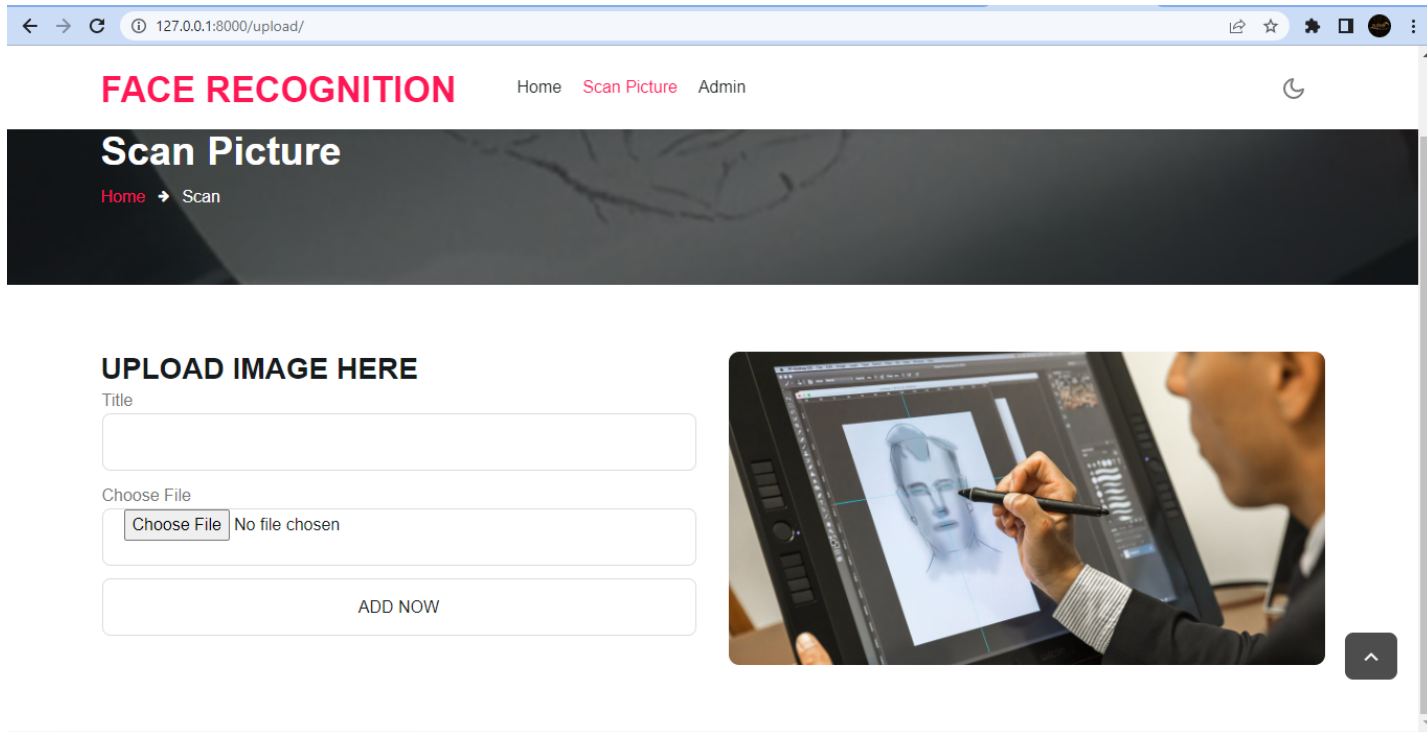 127.0.0.1:8000/upload/
FACE RECOGNITION
Home Scan Picture Admin
Scan Picture
Home Scan
UPLOAD IMAGE HERE
Title
Choose File
Choose File No file chosen
ADD NOW